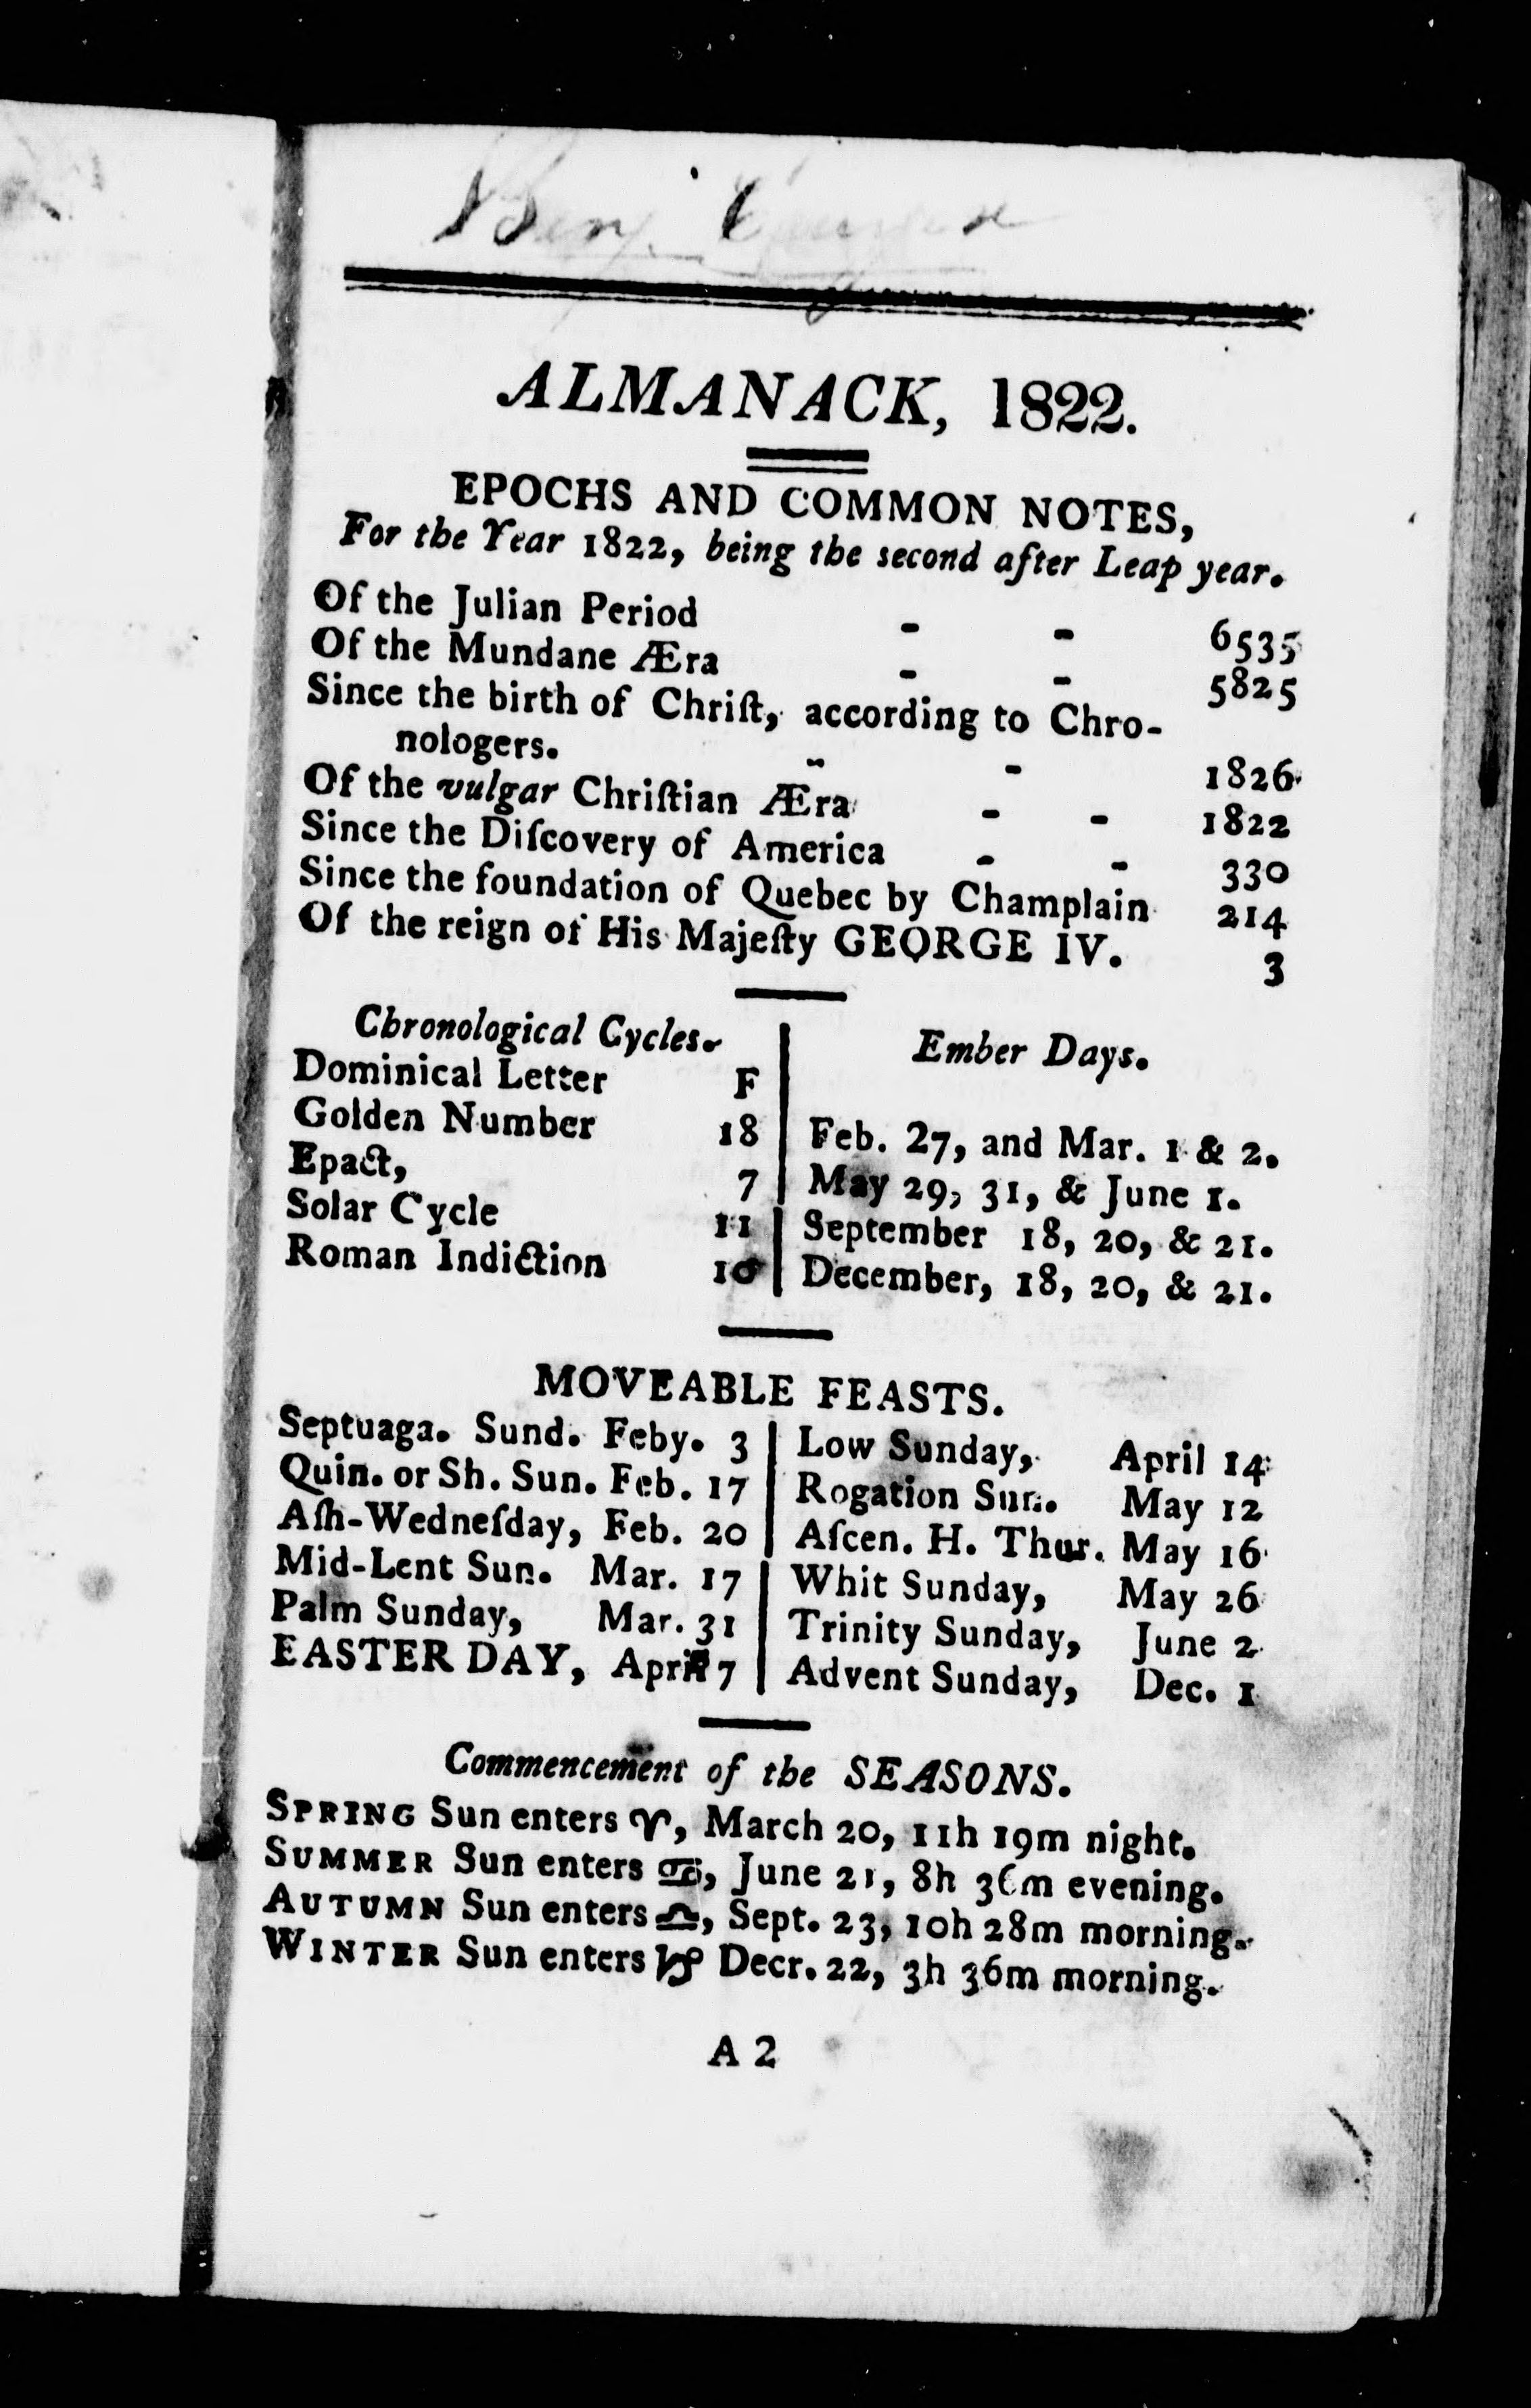 Benj.
ALMANACK, 1822.
EPOCHS AND COMMON NOTES,
For the Year 1822, being the second after Leap year.
Of the Julian Period - - 6535
Of the Mundane Æra - - 5825
Since the birth of Chriſt, according to Chro-
nologers. - - 1826
Of the vulgar Chriſtian Æra - - 1822
Since the Diſcovery of America - - 330
Since the foundation of Quebec by Champlain 214
Of the reign of His Majeſty GEORGE IV. 3
Chronological Cycles.
Dominical Letter F
Golden Number 18
Epact, 7
Solar Cycle 11
Roman Indiction 10
Ember Days.
Feb. 27, and Mar. 1 & 2.
May 29, 31, & June 1.
September 18, 20, & 21.
December, 18, 20, & 21.
MOVEABLE FEASTS.
Septuaga. Sund. Feby. 3
Quin. or Sh. Sun. Feb. 17
Aſh-Wedneſday, Feb. 20
Mid-Lent Sun. Mar. 17
Palm Sunday, Mar. 31
EASTER DAY, April 7
Low Sunday, April 14
Rogation Sun. May 12
Aſcen. H. Thur. May 16
Whit Sunday, May 26
Trinity Sunday, June 2
Advent Sunday, Dec. 1
Commencement of the SEASONS.
SPRING Sun enters ♈, March 20, 11h 19m night.
SUMMER Sun enters ♋, June 21, 8h 36m evening.
AUTUMN Sun enters ♎, Sept. 23, 10h 28m morning.
WINTER Sun enters ♑ Decr. 22, 3h 36m morning.
A 2